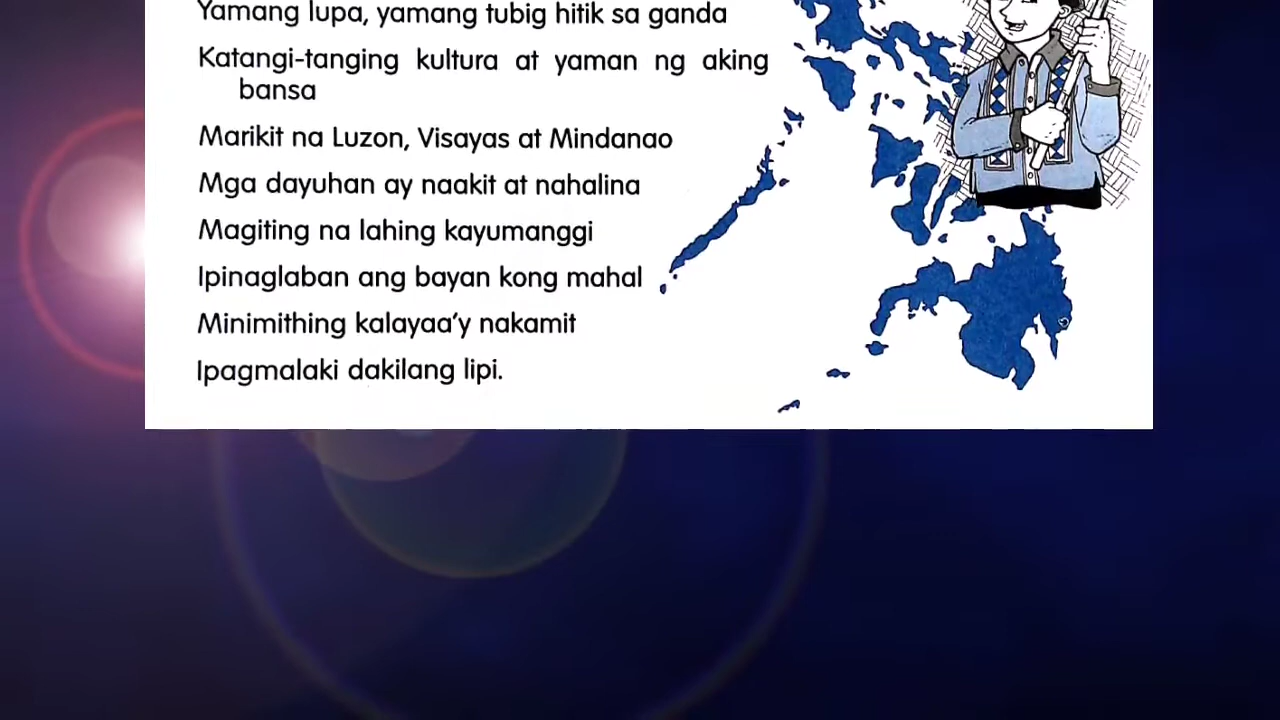 Yamang lupa, yamang tubig hitik sa ganda
Katangi-tanging kultura at yaman ng aking
bansa
Marikit na Luzon, Visayas at Mindanao
Mga dayuhan ay naakit at nahalina
Magiting na lahing kayumanggi
Ipinaglaban ang bayan kong mahal
Minimithing kalayaa'y nakamit
Ipagmalaki dakilang lipi.